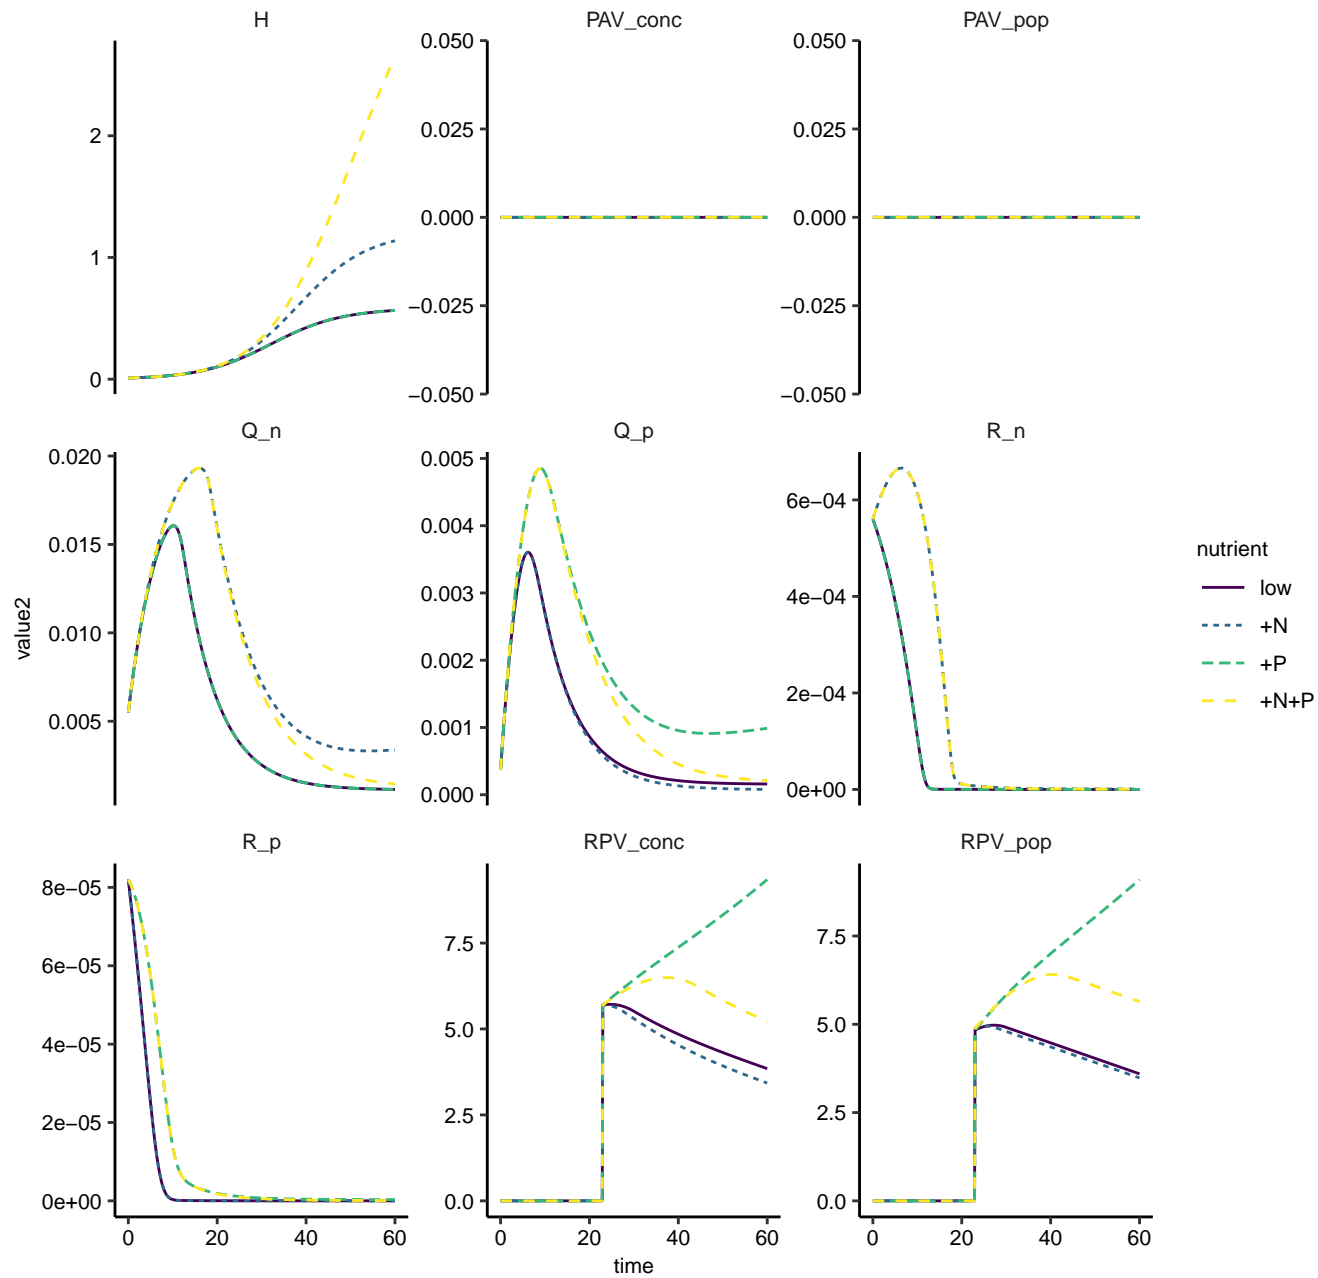 H PAV_conc PAV_pop
2
1
0
0.050
0.025
0.000
−0.025
−0.050
0.050
0.025
0.000
−0.025
−0.050
Q_n Q_p R_n
0.020
0.015
0.010
0.005
0.005
0.004
0.003
0.002
0.001
0.000
6e−04
4e−04
2e−04
0e+00
value2
nutrient
low
+N
+P
+N+P
R_p RPV_conc RPV_pop
8e−05
6e−05
4e−05
2e−05
0e+00
7.5
5.0
2.5
0.0
7.5
5.0
2.5
0.0
0 20 40 60 0 20 40 60 0 20 40 60
time